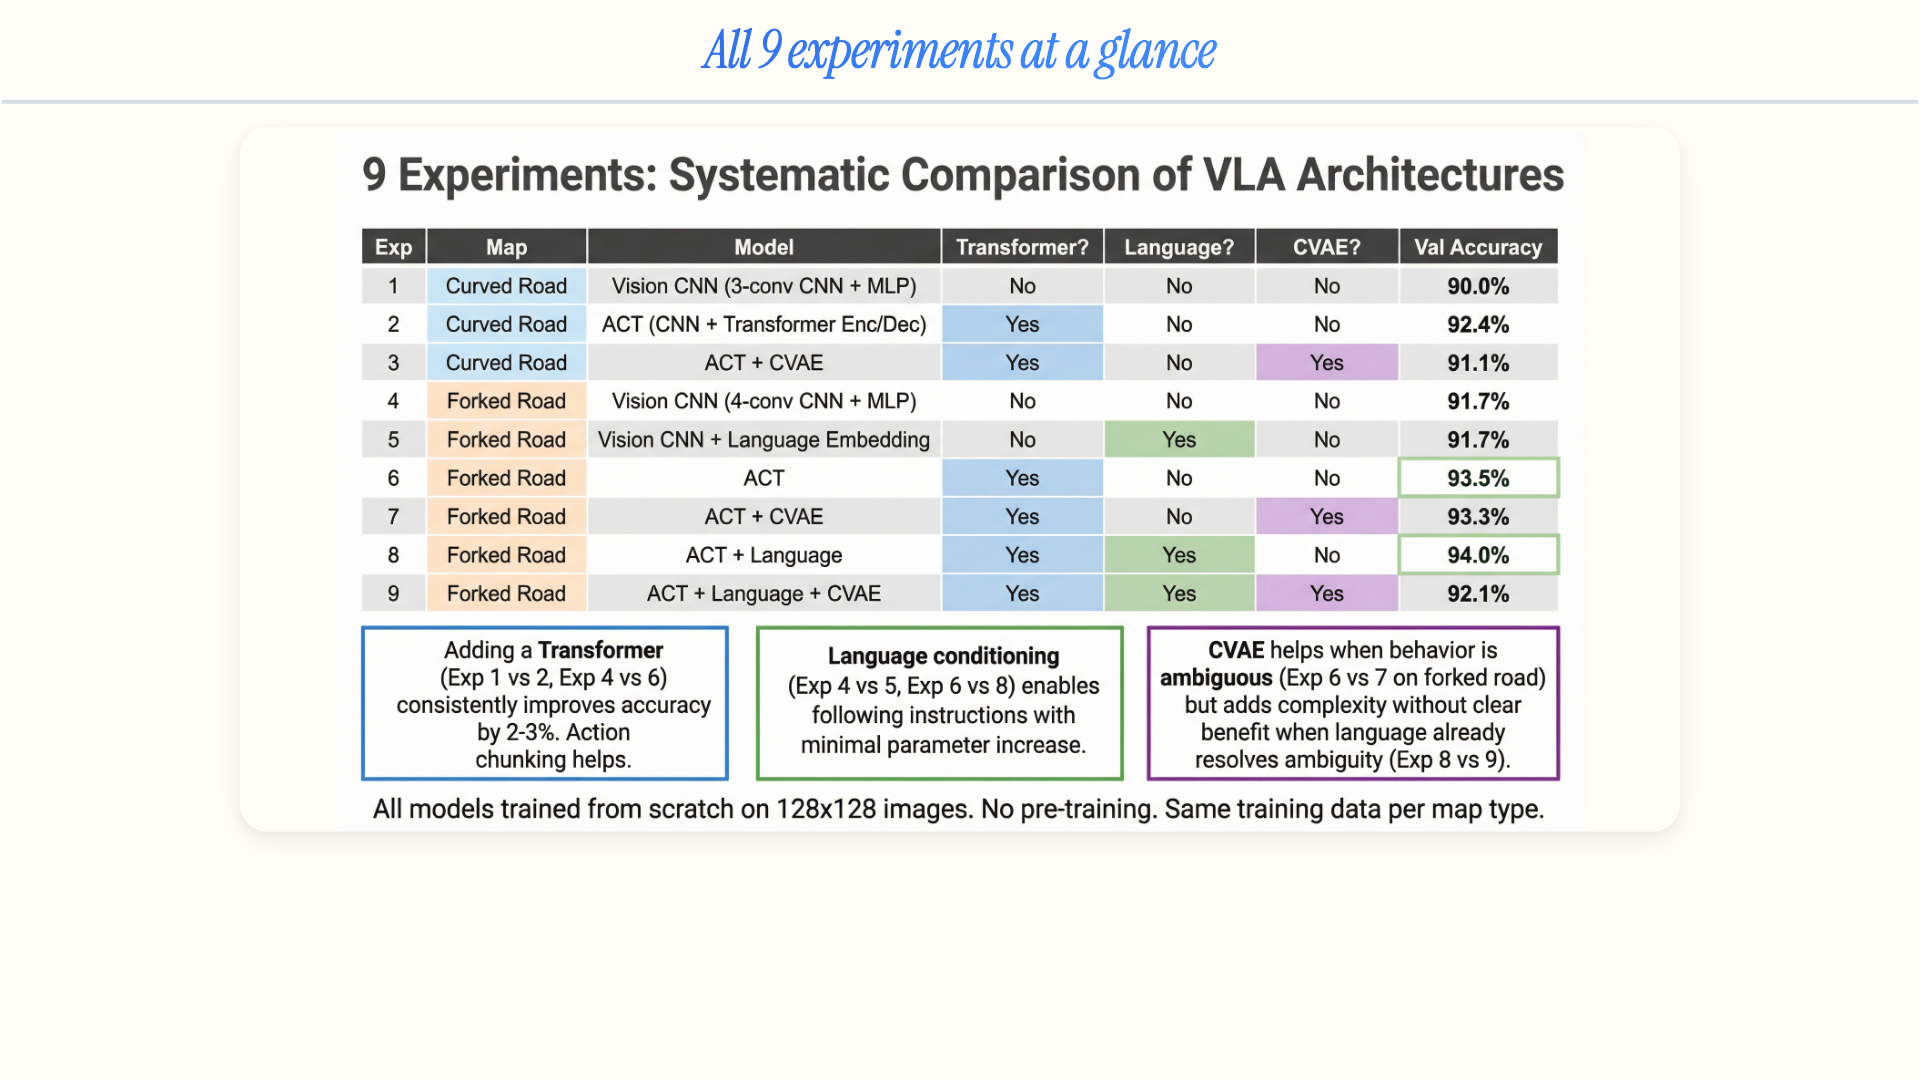 All 9 experiments at a glance
9 Experiments: Systematic Comparison of VLA Architectures
Exp Map Model Transformer? Language? CVAE? Val Accuracy
1 Curved Road Vision CNN (3-conv CNN + MLP) No No No 90.0%
2 Curved Road ACT (CNN + Transformer Enc/Dec) Yes No No 92.4%
3 Curved Road ACT + CVAE Yes No Yes 91.1%
4 Forked Road Vision CNN (4-conv CNN + MLP) No No No 91.7%
5 Forked Road Vision CNN + Language Embedding No Yes No 91.7%
6 Forked Road ACT Yes No No 93.5%
7 Forked Road ACT + CVAE Yes No Yes 93.3%
8 Forked Road ACT + Language Yes Yes No 94.0%
9 Forked Road ACT + Language + CVAE Yes Yes Yes 92.1%
Adding a Transformer
(Exp 1 vs 2, Exp 4 vs 6)
consistently improves accuracy
by 2-3%. Action
chunking helps.
Language conditioning
(Exp 4 vs 5, Exp 6 vs 8) enables
following instructions with
minimal parameter increase.
CVAE helps when behavior is
ambiguous (Exp 6 vs 7 on forked road)
but adds complexity without clear
benefit when language already
resolves ambiguity (Exp 8 vs 9).
All models trained from scratch on 128x128 images. No pre-training. Same training data per map type.